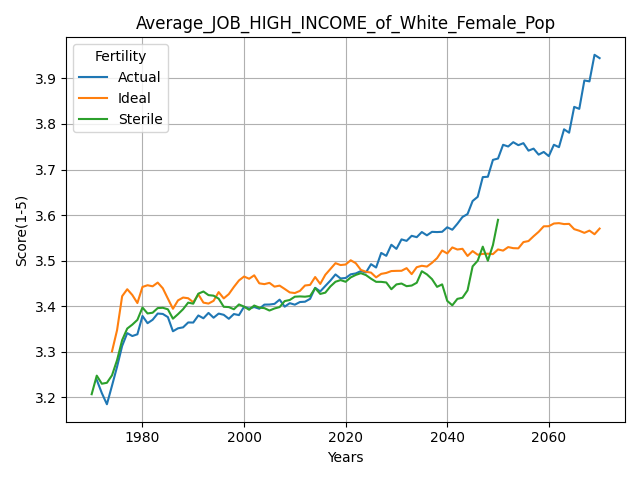 Average_JOB_HIGH_INCOME_of_White_Female_Pop
Fertility
Actual
Ideal
Sterile
Score(1-5)
3.9
3.8
3.7
3.6
3.5
3.4
3.3
3.2
1980 2000 2020 2040 2060
Years